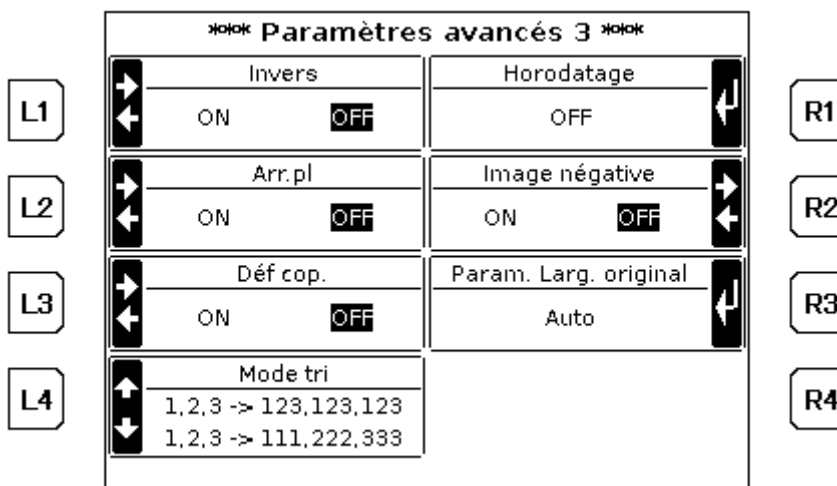 *** Paramètres avancés 3 ***
L1
Invers
ON OFF
Horodatage
OFF
R1
L2
Arr.pl
ON OFF
Image négative
ON OFF
R2
L3
Déf cop.
ON OFF
Param. Larg. original
Auto
R3
L4
Mode tri
1,2,3 -> 123,123,123
1,2,3 -> 111,222,333
R4